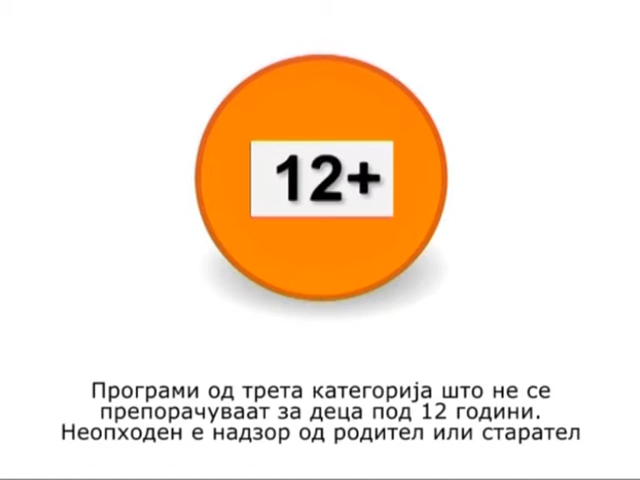 12+
Програми од трета категорија што не се
препорачуваат за деца под 12 години.
Неопходен е надзор од родител или старател